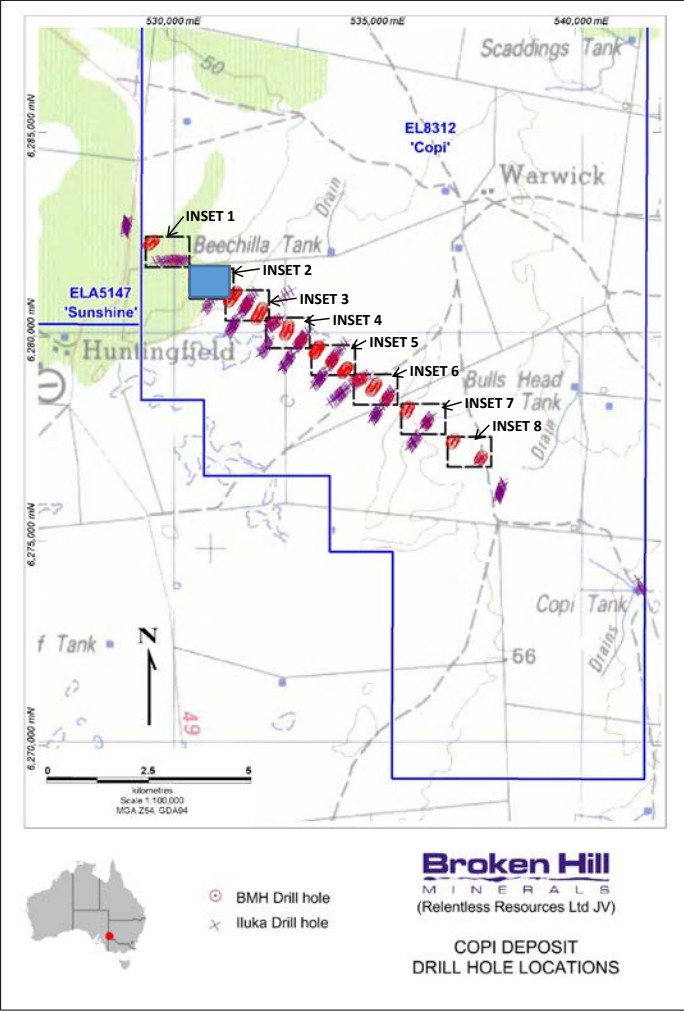 530,000 mE
535,000 mE
540,000 mE
Scaddings Tank
50
6,285,000 mN
EL8312
'Copi'
Warwick
Drain
INSET 1
Beechilla Tank
INSET 2
ELA5147
'Sunshine'
INSET 3
INSET 4
6,280,000 mN
Huntingfield
INSET 5
INSET 6
Bulls Head
Tank
INSET 7
INSET 8
Drain
6,275,000 mN
Copi Tank
Drains
f Tank
N
56
49
6,270,000 mN
0 2.5 5
kilometres
Scale 1:100,000
MGA Z54, GDA94
Broken Hill
MINERALS
(Relentless Resources Ltd JV)
BMH Drill hole
Iluka Drill hole
COPI DEPOSIT
DRILL HOLE LOCATIONS